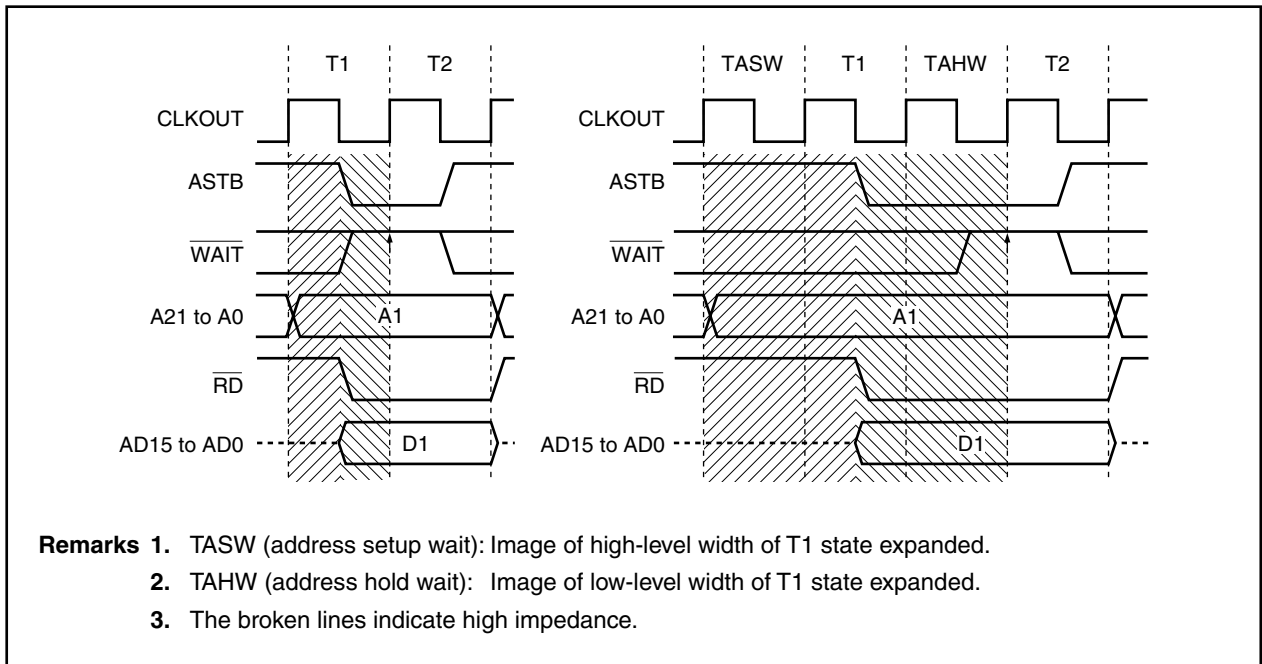 T1 T2
CLKOUT
ASTB
WAIT
A21 to A0 A1
RD
AD15 to AD0 D1
TASW T1 TAHW T2
CLKOUT
ASTB
WAIT
A21 to A0 A1
RD
AD15 to AD0 D1
Remarks 1. TASW (address setup wait): Image of high-level width of T1 state expanded.
2. TAHW (address hold wait): Image of low-level width of T1 state expanded.
3. The broken lines indicate high impedance.